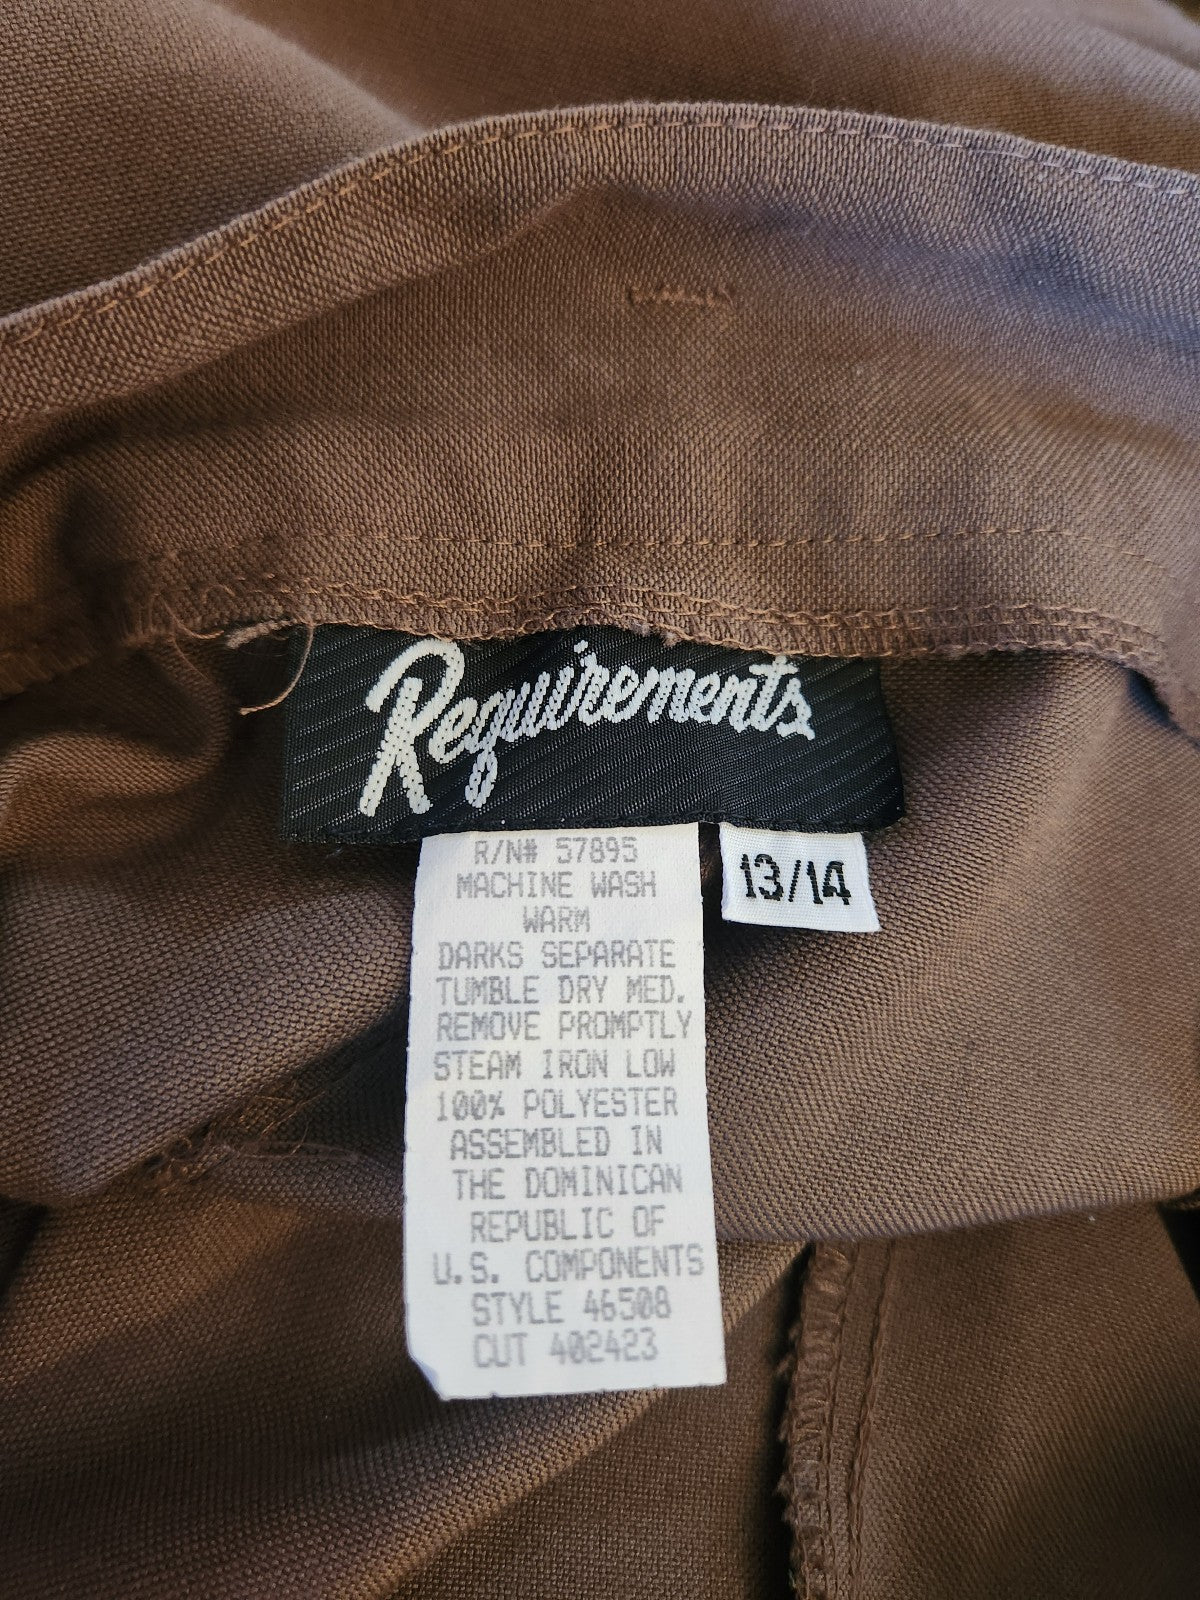 Requirements
13/14
R/N# 57895
MACHINE WASH
WARM
DARKS SEPARATE
TUMBLE DRY MED.
REMOVE PROMPTLY
STEAM IRON LOW
100% POLYESTER
ASSEMBLED IN
THE DOMINICAN
REPUBLIC OF
U.S. COMPONENTS
STYLE 46508
CUT 402423